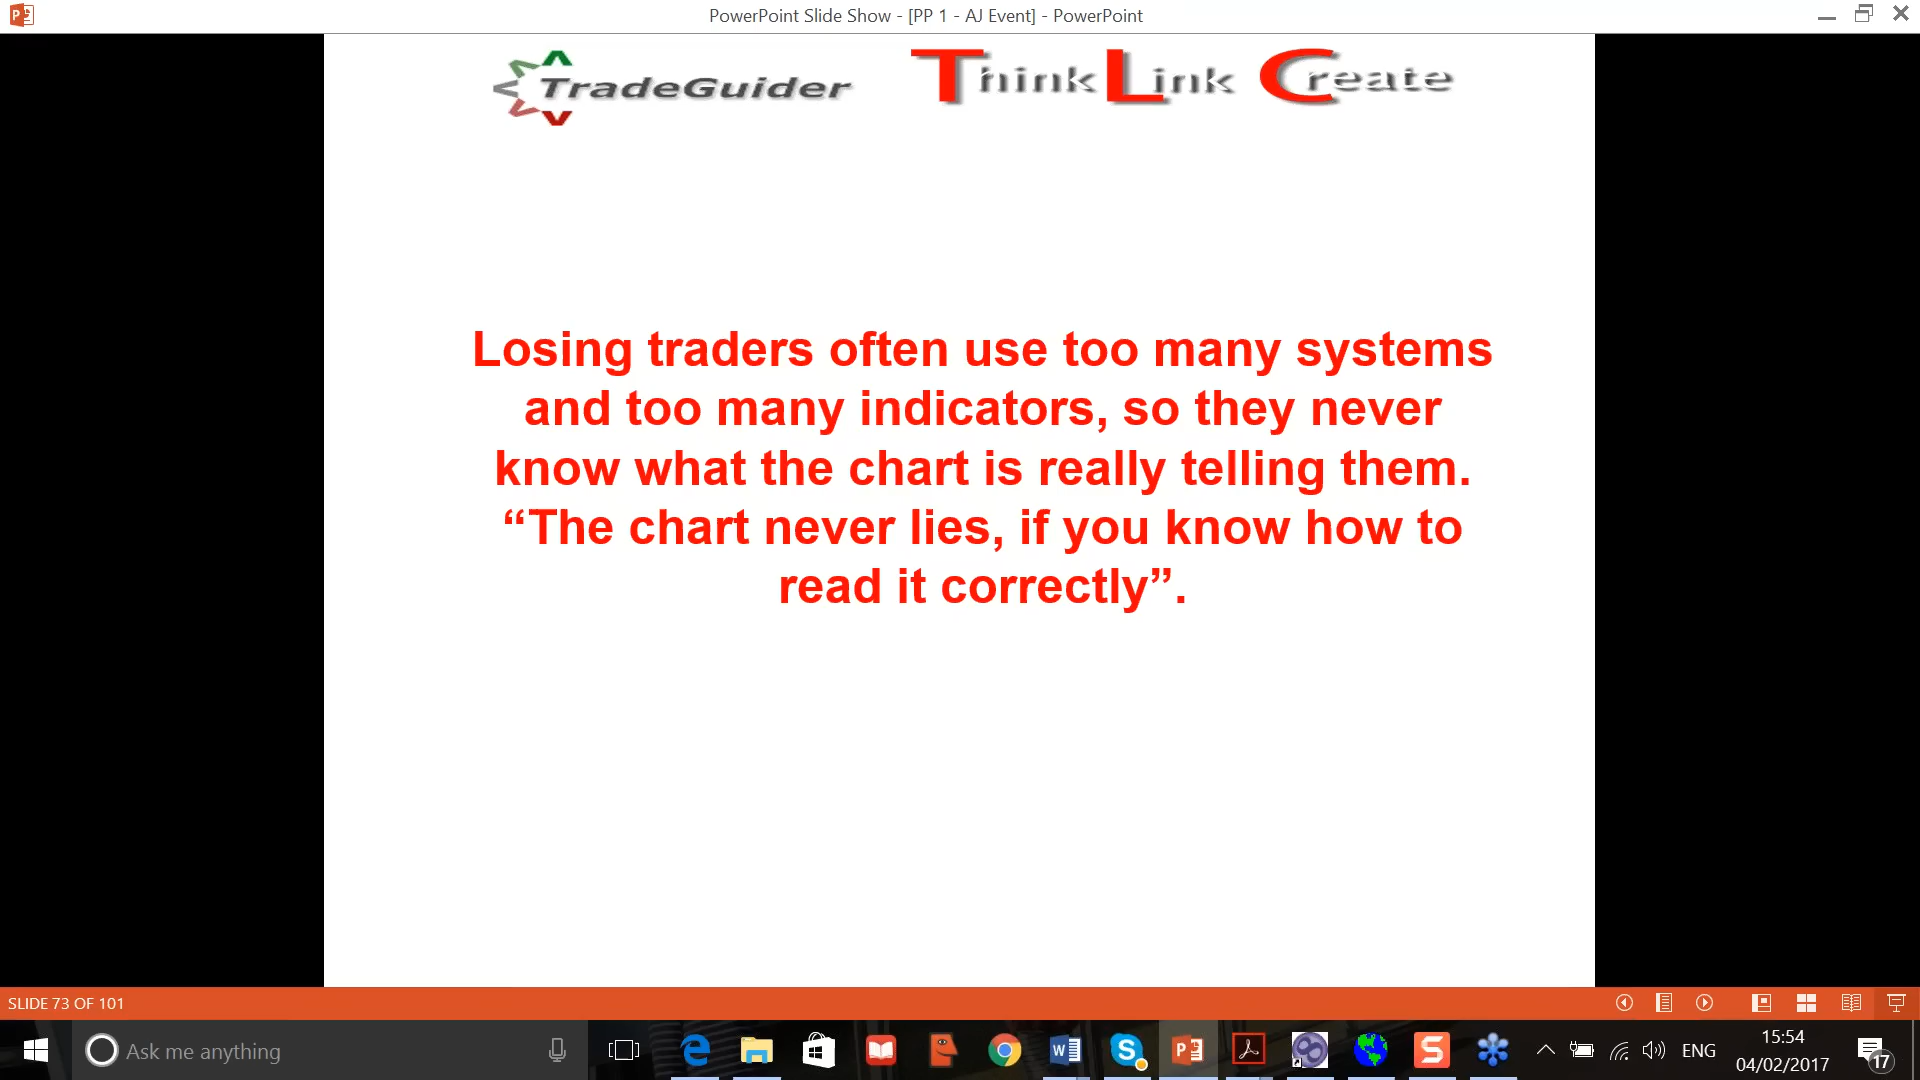 PowerPoint Slide Show - [PP 1 - AJ Event] - PowerPoint
TradeGuider Think Link Create
Losing traders often use too many systems
and too many indicators, so they never
know what the chart is really telling them.
“The chart never lies, if you know how to
read it correctly”.
SLIDE 73 OF 101
Ask me anything
ENG
15:54
04/02/2017
17